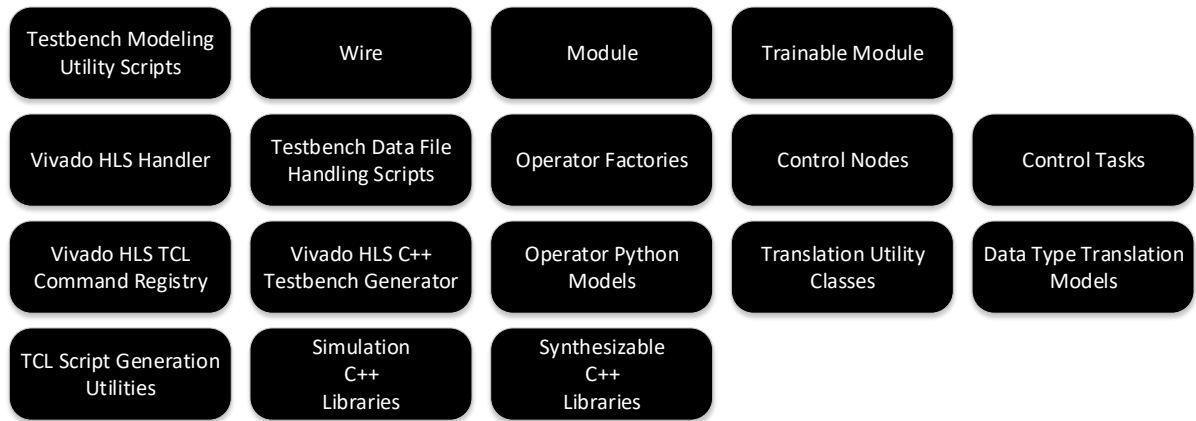 Testbench Modeling
Utility Scripts
Wire
Module
Trainable Module
Vivado HLS Handler
Testbench Data File
Handling Scripts
Operator Factories
Control Nodes
Control Tasks
Vivado HLS TCL
Command Registry
Vivado HLS C++
Testbench Generator
Operator Python
Models
Translation Utility
Classes
Data Type Translation
Models
TCL Script Generation
Utilities
Simulation
C++
Libraries
Synthesizable
C++
Libraries